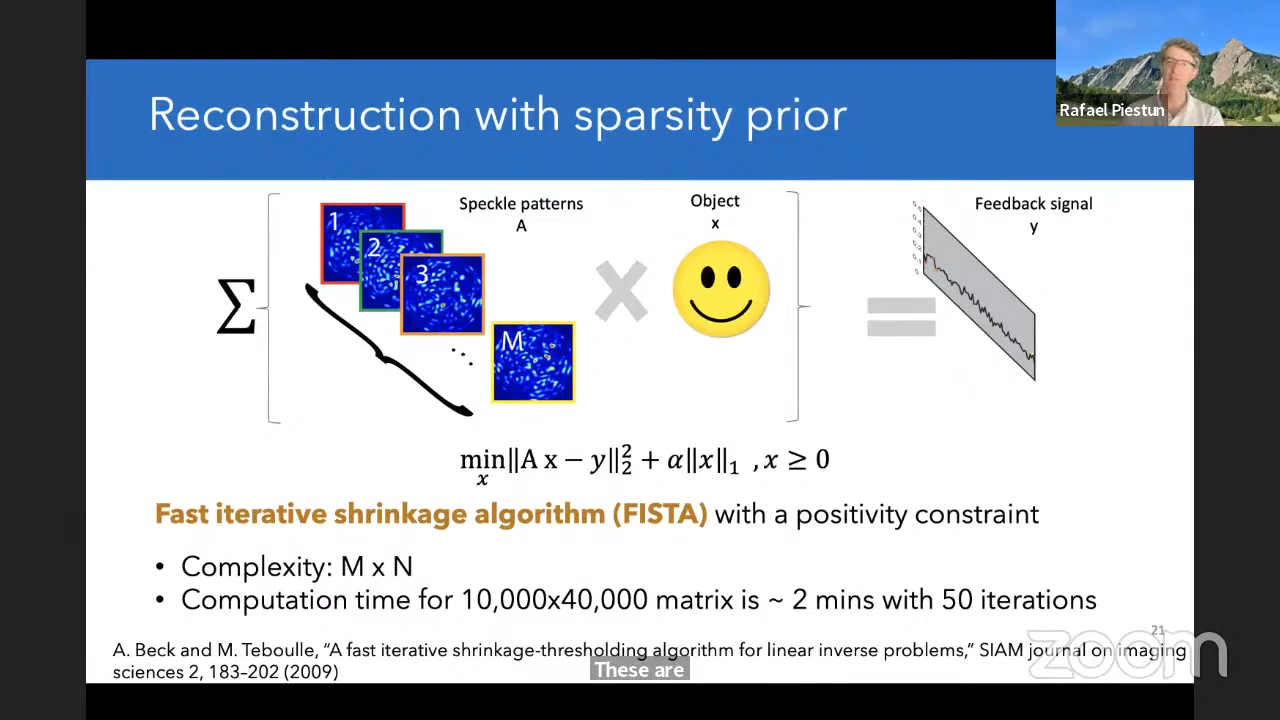 Rafael Piestun
Reconstruction with sparsity prior
Speckle patterns
A
Object
x
Feedback signal
y
1
2
3
M
Σ
=
min‖A x − y‖₂² + α‖x‖₁ , x ≥ 0
x
Fast iterative shrinkage algorithm (FISTA) with a positivity constraint
• Complexity: M x N
• Computation time for 10,000x40,000 matrix is ~ 2 mins with 50 iterations
21
A. Beck and M. Teboulle, “A fast iterative shrinkage-thresholding algorithm for linear inverse problems,” SIAM journal on imaging
sciences 2, 183–202 (2009)
These are
zoom